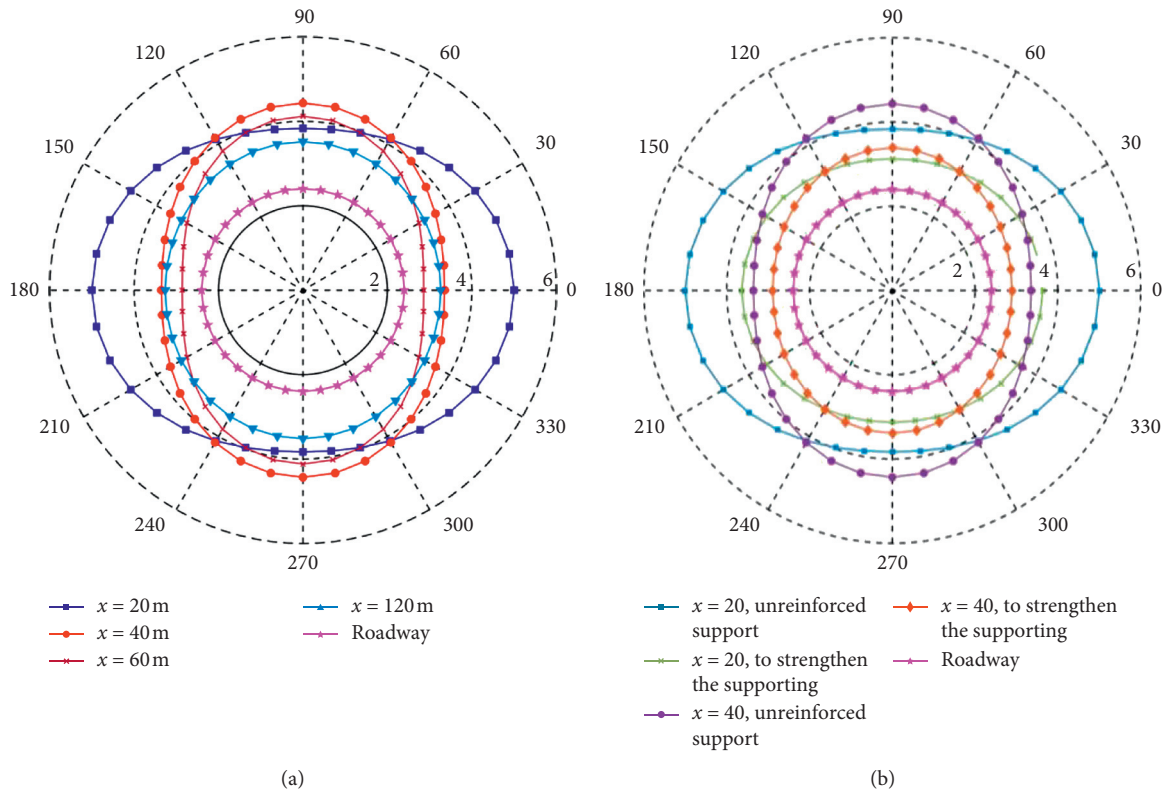 90
120
60
150
30
180
2
4
6
0
210
330
240
300
270
x = 20 m
x = 40 m
x = 60 m
x = 120 m
Roadway
(a)
90
120
60
150
30
180
2
4
6
0
210
330
240
300
270
x = 20, unreinforced
support
x = 20, to strengthen
the supporting
x = 40, unreinforced
support
x = 40, to strengthen
the supporting
Roadway
(b)